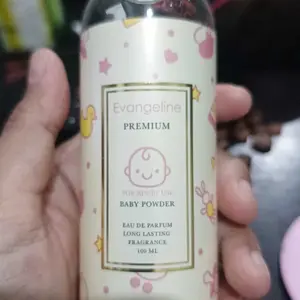 Evangeline
PREMIUM
BABY POWDER
EAU DE PARFUM
LONG LASTING
FRAGRANCE
100 ML